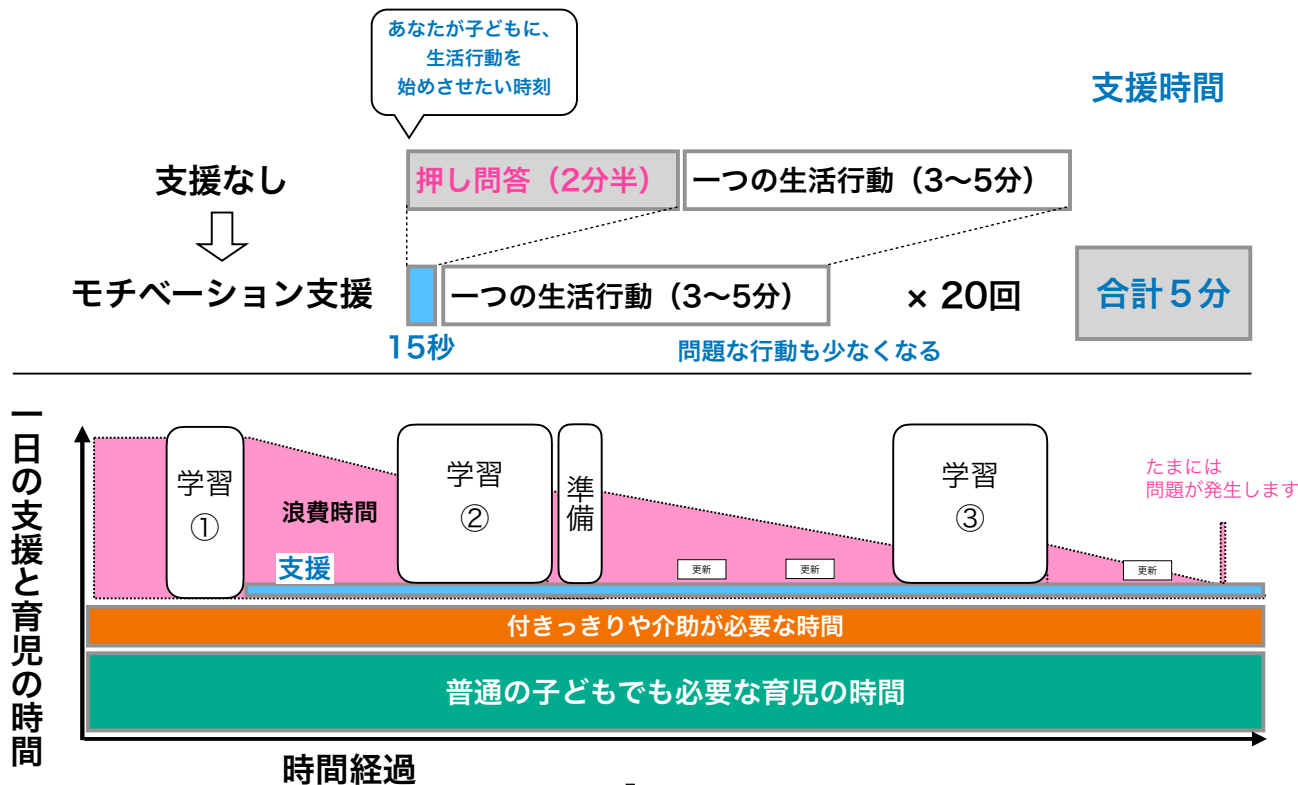 あなたが子どもに、
生活行動を
始めさせたい時刻
支援時間
支援なし
押し問答（2分半）
一つの生活行動（3〜5分）
モチベーション支援
一つの生活行動（3〜5分）
× 20回
合計５分
15秒
問題な行動も少なくなる
一日の支援と育児の時間
学習
①
浪費時間
支援
学習
②
準備
更新
更新
学習
③
更新
たまには
問題が発生します
付きっきりや介助が必要な時間
普通の子どもでも必要な育児の時間
時間経過